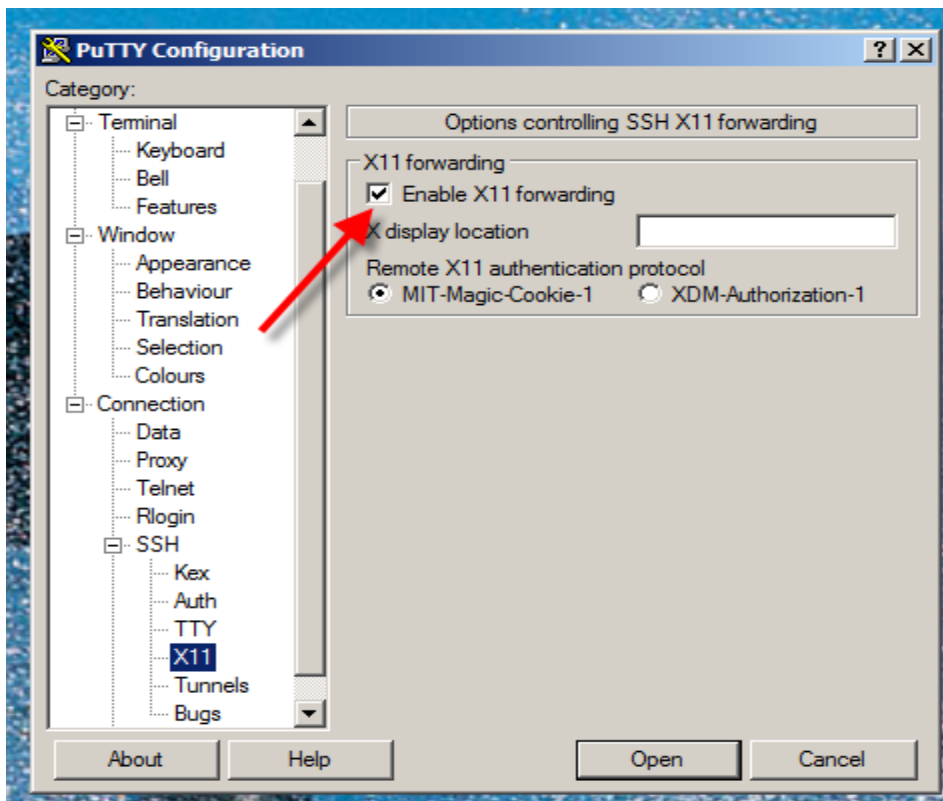 PuTTY Configuration
Category:
Terminal
Keyboard
Bell
Features
Window
Appearance
Behaviour
Translation
Selection
Colours
Connection
Data
Proxy
Telnet
Rlogin
SSH
Kex
Auth
TTY
X11
Tunnels
Bugs
Options controlling SSH X11 forwarding
X11 forwarding
Enable X11 forwarding
X display location
Remote X11 authentication protocol
MIT-Magic-Cookie-1 XDM-Authorization-1
About Help Open Cancel